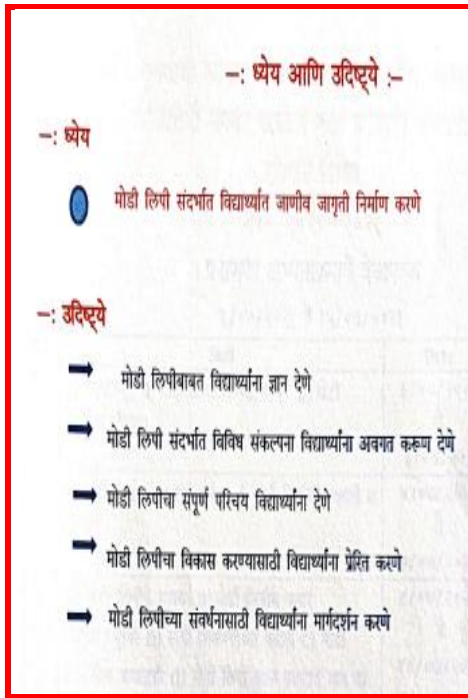 –: ध्येय आणि उदिष्ट्ये :–
–: ध्येय
मोडी लिपी संदर्भात विद्यार्थ्यात जाणीव जागृती निर्माण करणे
–: उदिष्ट्ये
मोडी लिपीबाबत विद्यार्थ्यांना ज्ञान देणे
मोडी लिपी संदर्भात विविध संकल्पना विद्यार्थ्यांना अवगत करूण देणे
मोडी लिपीचा संपूर्ण परिचय विद्यार्थ्यांना देणे
मोडी लिपीचा विकास करण्यासाठी विद्यार्थ्यांना प्रेरित करणे
मोडी लिपीच्या संवर्धनासाठी विद्यार्थ्यांना मार्गदर्शन करणे